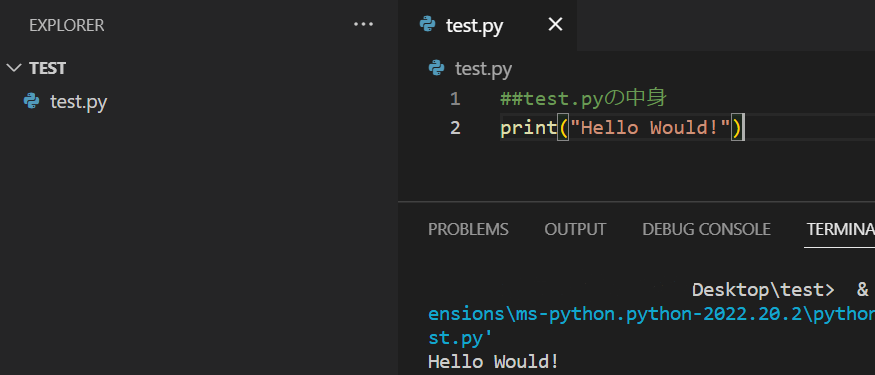 EXPLORER
TEST
test.py
test.py
test.py
1 ##test.pyの中身
2 print("Hello Would!")
PROBLEMS OUTPUT DEBUG CONSOLE TERMINA
Desktop\test> &
ensions\ms-python.python-2022.20.2\python
st.py'
Hello Would!